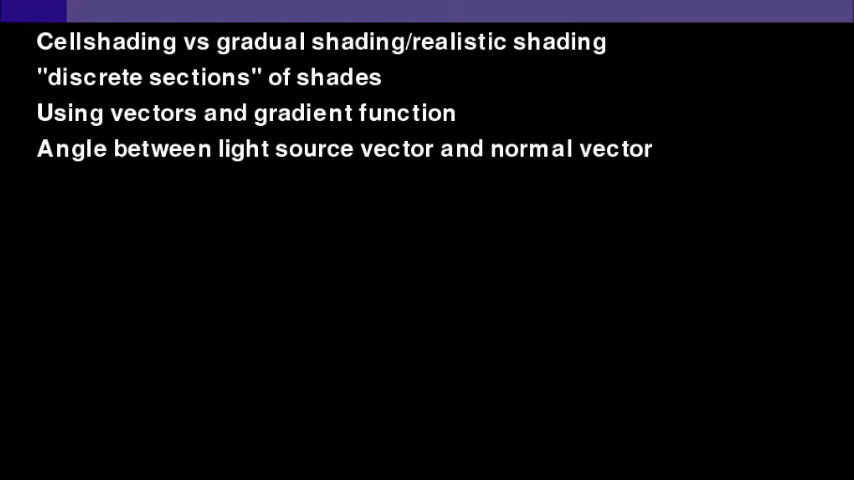 Cellshading vs gradual shading/realistic shading
"discrete sections" of shades
Using vectors and gradient function
Angle between light source vector and normal vector